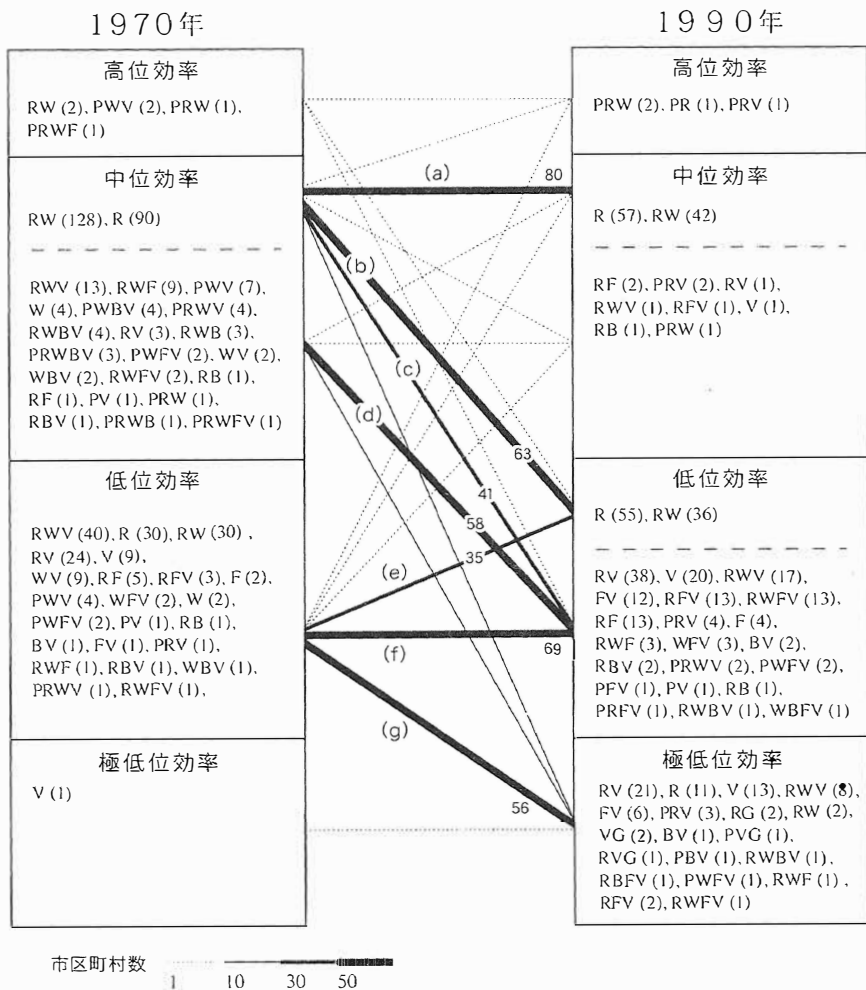 1970年
高位効率
RW (2), PWV (2), PRW (1),
PRWF (1)
中位効率
RW (128), R (90)
RWV (13), RWF (9), PWV (7),
W (4), PWBV (4), PRWV (4),
RWBV (4), RV (3), RWB (3),
PRWBV (3), PWFV (2), WV (2),
WBV (2), RWFV (2), RB (1),
RF (1), PV (1), PRW (1),
RBV (1), PRWB (1), PRWFV (1)
低位効率
RWV (40), R (30), RW (30) ,
RV (24), V (9),
WV (9), RF (5), RFV (3), F (2)
PWV (4), WFV (2), W (2),
PWFV (2), PV (1), RB (1),
BV (1), FV (1), PRV (1),
RWF (1), RBV (1), WBV (1),
PRWV (1), RWFV (1),
極低位効率
V (1)
(a)
80
(b)
(c)
(d)
63
41
58
35
(e)
(f)
69
(g)
56
1990年
高位効率
PRW (2). PR (1), PRV (1)
中位効率
R (57), RW (42)
RF (2), PRV (2), RV (1),
RWV (1), RFV (1), V (1),
RB (1), PRW (1)
低位効率
R (55), RW (36)
RV (38), V (20), RWV (17),
FV (12), RFV (13), RWFV (13),
RF (13), PRV (4), F (4),
RWF (3), WFV (3), BV (2),
RBV (2), PRWV (2), PWFV (2),
PFV (1), PV (1), RB (1),
PRFV (1), RWBV (1), WBFV (1)
極低位効率
RV (21), R (11), V (13), RWV (8),
FV (6), PRV (3), RG (2), RW (2),
VG (2), BV (1), PVG (1),
RVG (1), PBV (1), RWBV (1),
RBFV (1), PWFV (1), RWF (1) ,
RFV (2), RWFV (1)
市区町村数
1 10 30 50